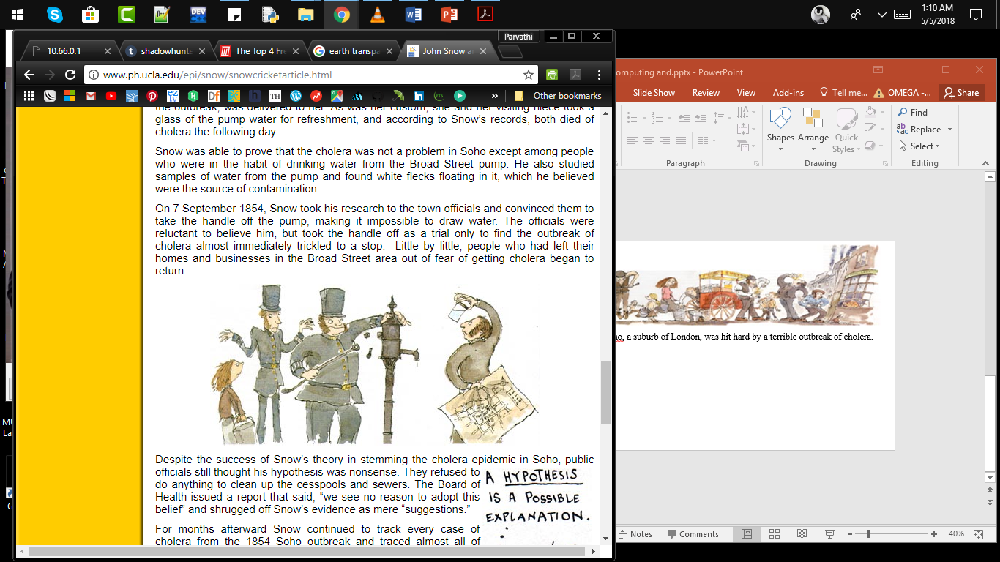 DEV
1:10 AM
5/5/2018
Parvathi
10.66.0.1
shadowhunte
The Top 4 Fre
earth transpa
John Snow a
www.ph.ucla.edu/epi/snow/snowcricketarticle.html
Other bookmarks
the outbreak, was delivered to her. As was her custom, she and her visiting niece took a
glass of the pump water for refreshment, and according to Snow's records, both died of
cholera the following day.
Snow was able to prove that the cholera was not a problem in Soho except among people
who were in the habit of drinking water from the Broad Street pump. He also studied
samples of water from the pump and found white flecks floating in it, which he believed
were the source of contamination.
On 7 September 1854, Snow took his research to the town officials and convinced them to
take the handle off the pump, making it impossible to draw water. The officials were
reluctant to believe him, but took the handle off as a trial only to find the outbreak of
cholera almost immediately trickled to a stop. Little by little, people who had left their
homes and businesses in the Broad Street area out of fear of getting cholera began to
return.
Despite the success of Snow's theory in stemming the cholera epidemic in Soho, public
officials still thought his hypothesis was nonsense. They refused to
do anything to clean up the cesspools and sewers. The Board of
Health issued a report that said, "we see no reason to adopt this
belief" and shrugged off Snow's evidence as mere "suggestions."
For months afterward Snow continued to track every case of
cholera from the 1854 Soho outbreak and traced almost all of
A HYPOTHESIS
IS A POSSIBLE
EXPLANATION.
omputing and.pptx - PowerPoint
Slide Show Review View Add-ins Tell me... OMEGA -... Share
Shapes Arrange Quick
Styles
Find
Replace
Select
Paragraph Drawing Editing
ho, a suburb of London, was hit hard by a terrible outbreak of cholera.
Notes Comments 40%